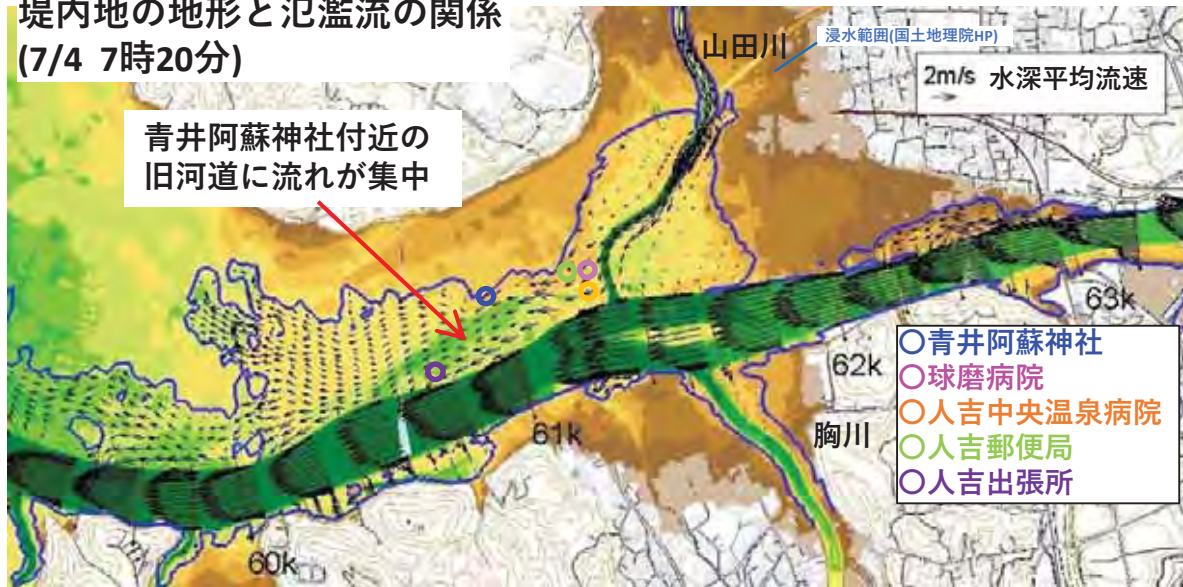 堤内地の地形と氾濫流の関係
(7/4 7時20分)
山田川
浸水範囲(国土地理院HP)
2m/s 水深平均流速
青井阿蘇神社付近の
旧河道に流れが集中
63k
62k
61k
60k
胸川
○青井阿蘇神社
○球磨病院
○人吉中央温泉病院
○人吉郵便局
○人吉出張所